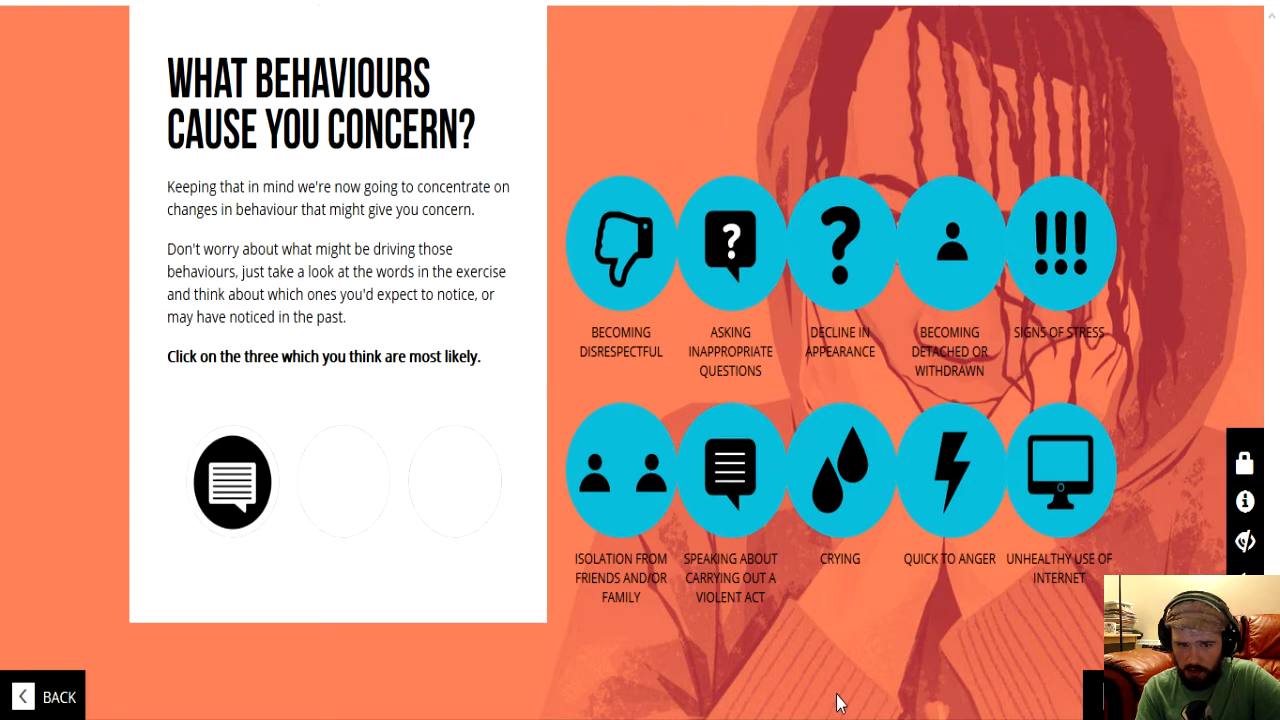 WHAT BEHAVIOURS
CAUSE YOU CONCERN?
Keeping that in mind we're now going to concentrate on
changes in behaviour that might give you concern.
Don't worry about what might be driving those
behaviours, just take a look at the words in the exercise
and think about which ones you'd expect to notice, or
may have noticed in the past.
Click on the three which you think are most likely.
BECOMING
DISRESPECTFUL
?
ASKING
INAPPROPRIATE
QUESTIONS
?
DECLINE IN
APPEARANCE
BECOMING
DETACHED OR
WITHDRAWN
!!!
SIGNS OF STRESS
ISOLATION FROM
FRIENDS AND/OR
FAMILY
SPEAKING ABOUT
CARRYING OUT A
VIOLENT ACT
CRYING
QUICK TO ANGER
UNHEALTHY USE OF
INTERNET
BACK